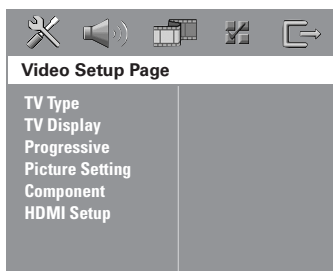 Video Setup Page
TV Type
TV Display
Progressive
Picture Setting
Component
HDMI Setup